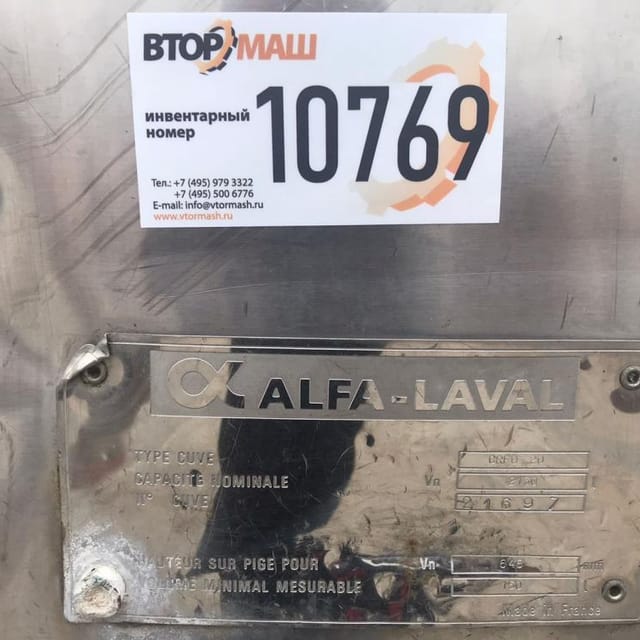 ВТОРМАШ
инвентарный
номер
10769
Тел.: +7 (495) 979 3322
+7 (495) 500 6776
E-mail: info@vtormash.ru
www.vtormash.ru
ALFA-LAVAL
TYPE CUVE
CAPACITE NOMINALE Vn
N° CUVE 21697
HAUTEUR SUR PIGE POUR Vn
VOLUME MINIMAL MESURABLE
Made in France